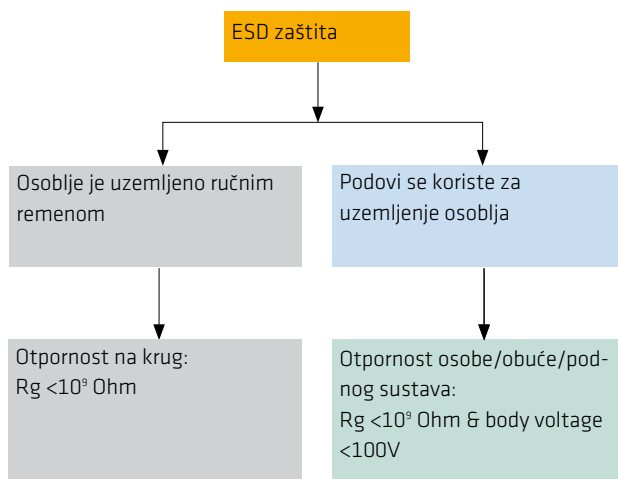 ESD zaštita
Osoblje je uzemljeno ručnim
remenom
Podovi se koriste za
uzemljenje osoblja
Otpornost na krug:
Rg <10⁹ Ohm
Otpornost osobe/obuće/pod-
nog sustava:
Rg <10⁹ Ohm & body voltage
<100V